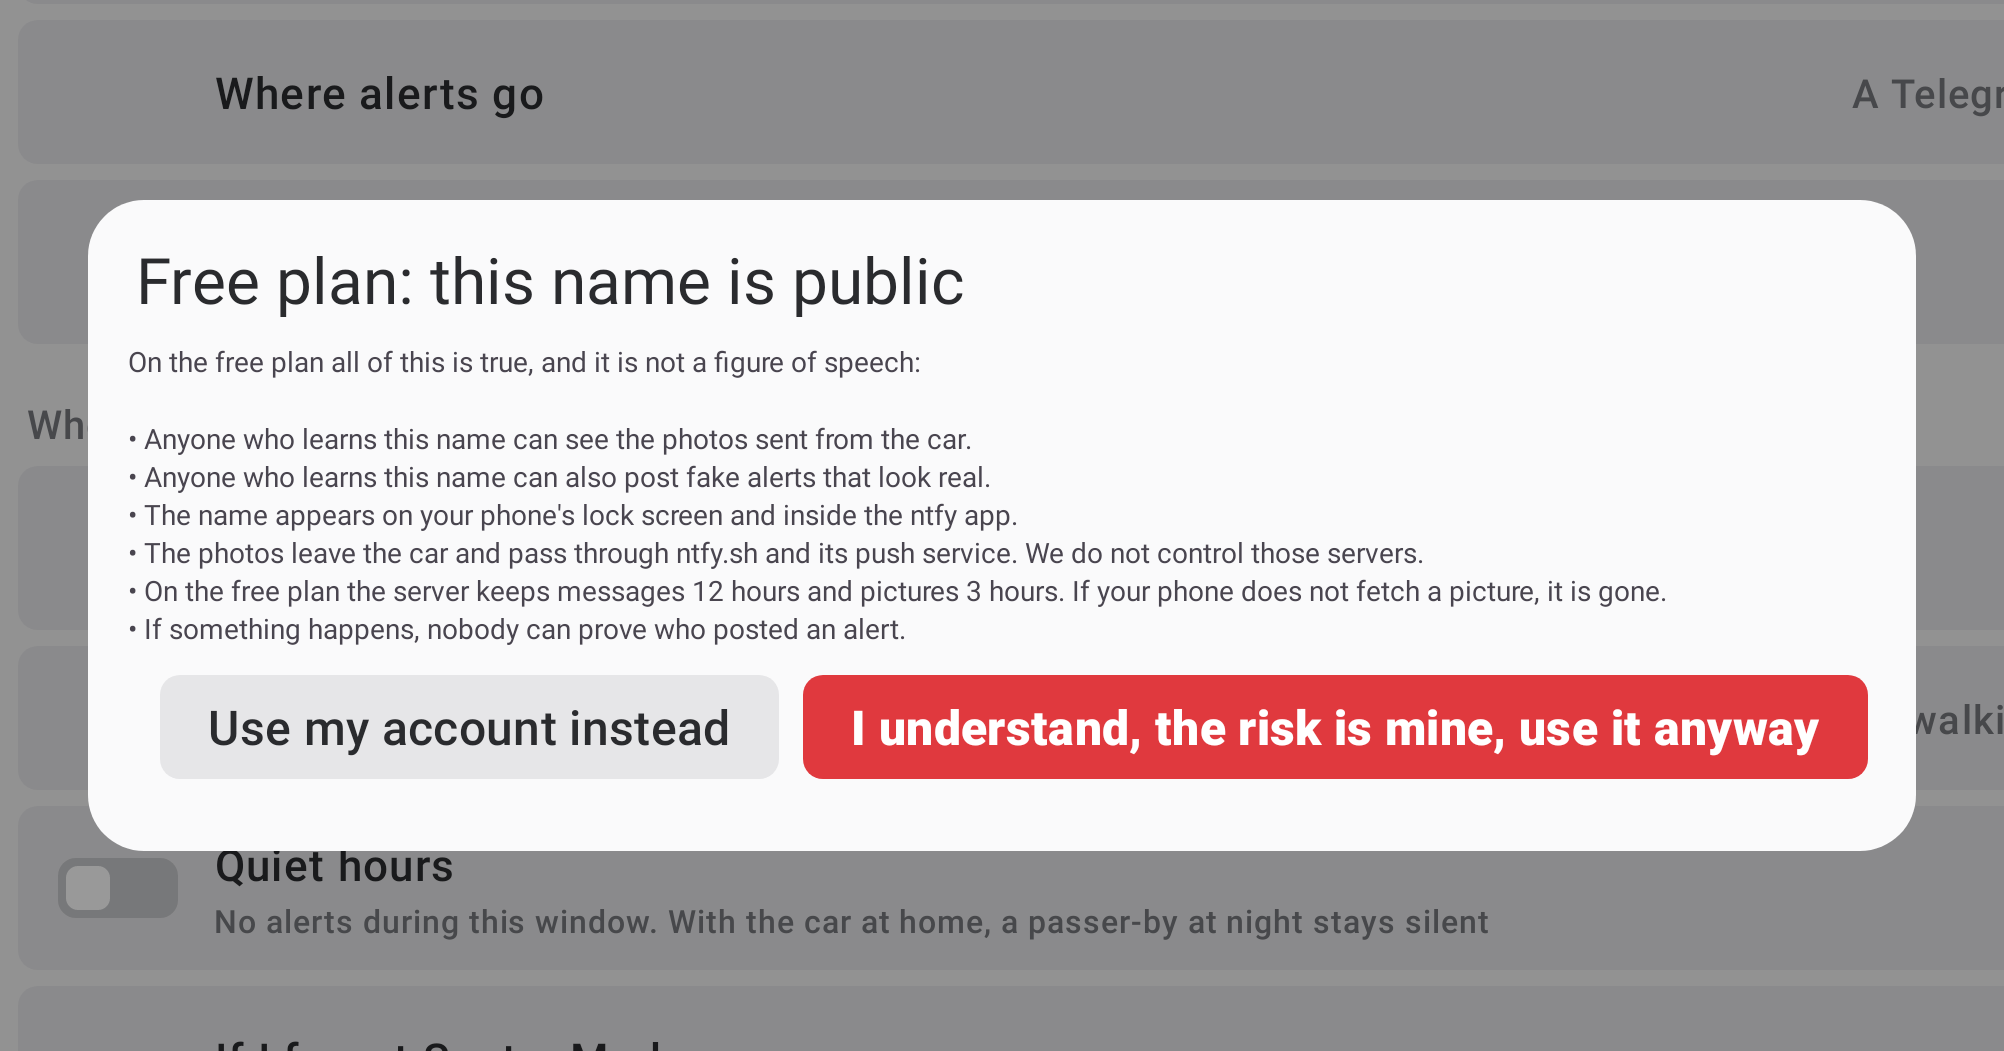 Where alerts go
A
Free plan: this name is public
On the free plan all of this is true, and it is not a figure of speech:
• Anyone who learns this name can see the photos sent from the car.
• Anyone who learns this name can also post fake alerts that look real.
• The name appears on your phone's lock screen and inside the ntfy app.
• The photos leave the car and pass through ntfy.sh and its push service. We do not control those servers.
• On the free plan the server keeps messages 12 hours and pictures 3 hours. If your phone does not fetch a picture, it is gone.
• If something happens, nobody can prove who posted an alert.
Use my account instead
I understand, the risk is mine, use it anyway
Quiet hours
No alerts during this window. With the car at home, a passer-by at night stays silent